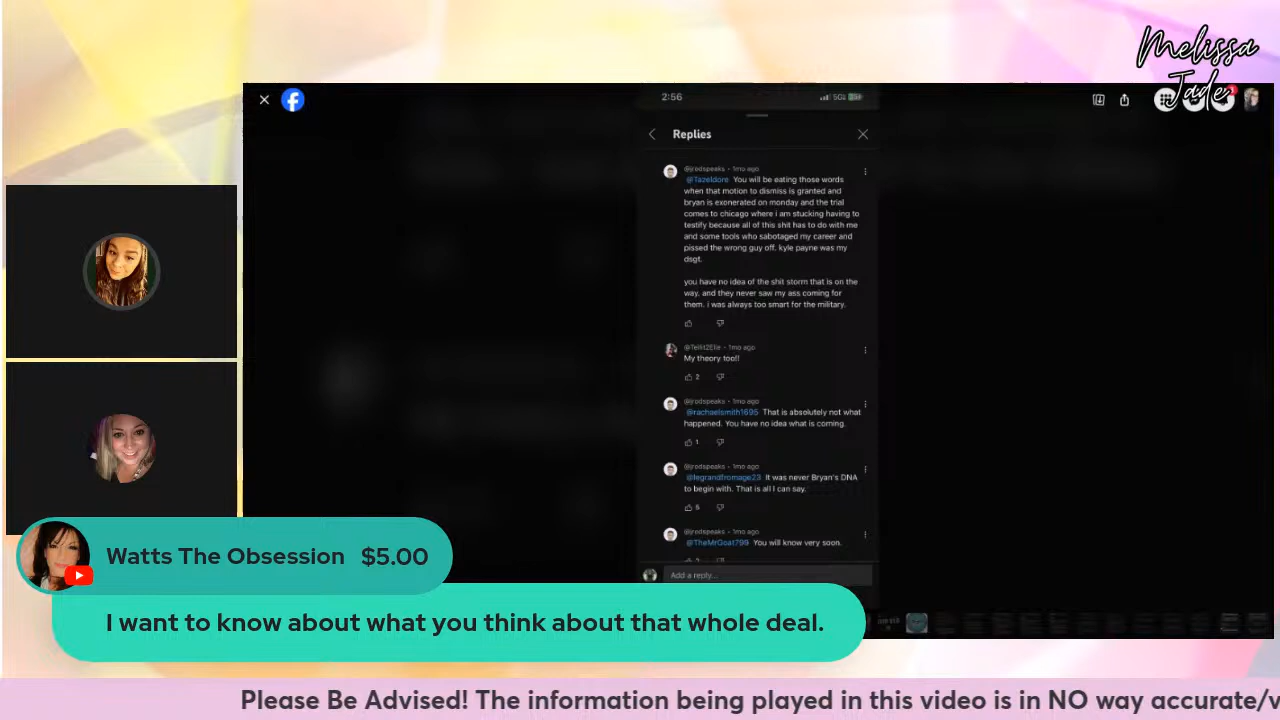 Melissa
Jade
2:56
5G
Replies
@jrodspeaks · 1mo ago
@Tazeldore You will be eating those words
when that motion to dismiss is granted and
bryan is exonerated on monday and the trial
comes to chicago where i am stucking having to
testify because all of this shit has to do with me
and some tools who sabotaged my career and
pissed the wrong guy off. kyle payne was my
dsgt.
you have no idea of the shit storm that is on the
way. and they never saw my ass coming for
them. i was always too smart for the military.
· 1mo ago
My theory too!!
2
@jrodspeaks · 1mo ago
@rachaelsmith1695 That is absolutely not what
happened. You have no idea what is coming.
1
@jrodspeaks · 1mo ago
@legrandfromage23 It was never Bryan's DNA
to begin with. That is all I can say.
5
@jrodspeaks · 1mo ago
@TheMrGoat799 You will know very soon.
Add a reply...
Watts The Obsession $5.00
I want to know about what you think about that whole deal.
Please Be Advised! The information being played in this video is in NO way accurate/v